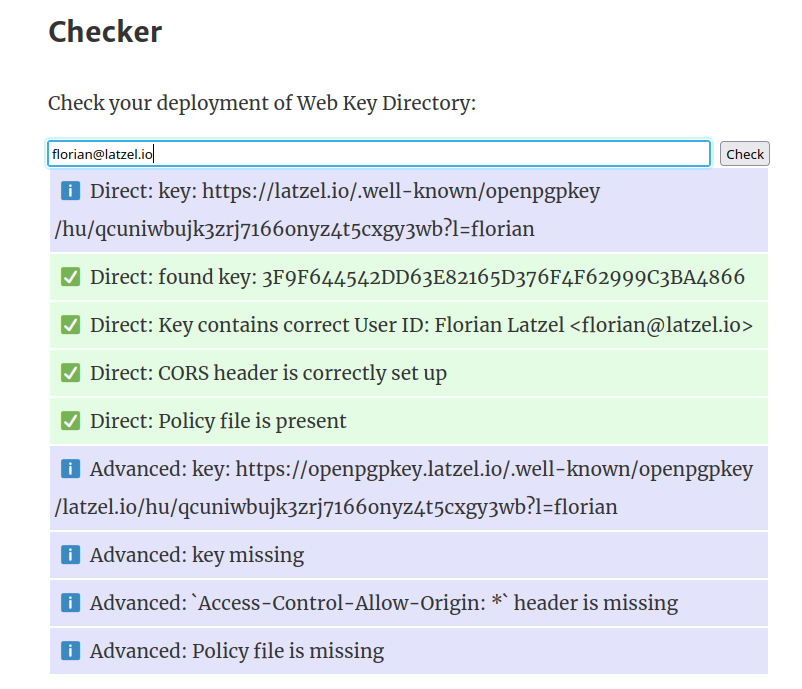 Checker
Check your deployment of Web Key Directory:
florian@latzel.io
Check
Direct: key: https://latzel.io/.well-known/openpgpkey
/hu/qcuniwbujk3zrj7166onyz4t5cxgy3wb?l=florian
Direct: found key: 3F9F644542DD63E82165D376F4F62999C3BA4866
Direct: Key contains correct User ID: Florian Latzel <florian@latzel.io>
Direct: CORS header is correctly set up
Direct: Policy file is present
Advanced: key: https://openpgpkey.latzel.io/.well-known/openpgpkey
/latzel.io/hu/qcuniwbujk3zrj7166onyz4t5cxgy3wb?l=florian
Advanced: key missing
Advanced: `Access-Control-Allow-Origin: *` header is missing
Advanced: Policy file is missing